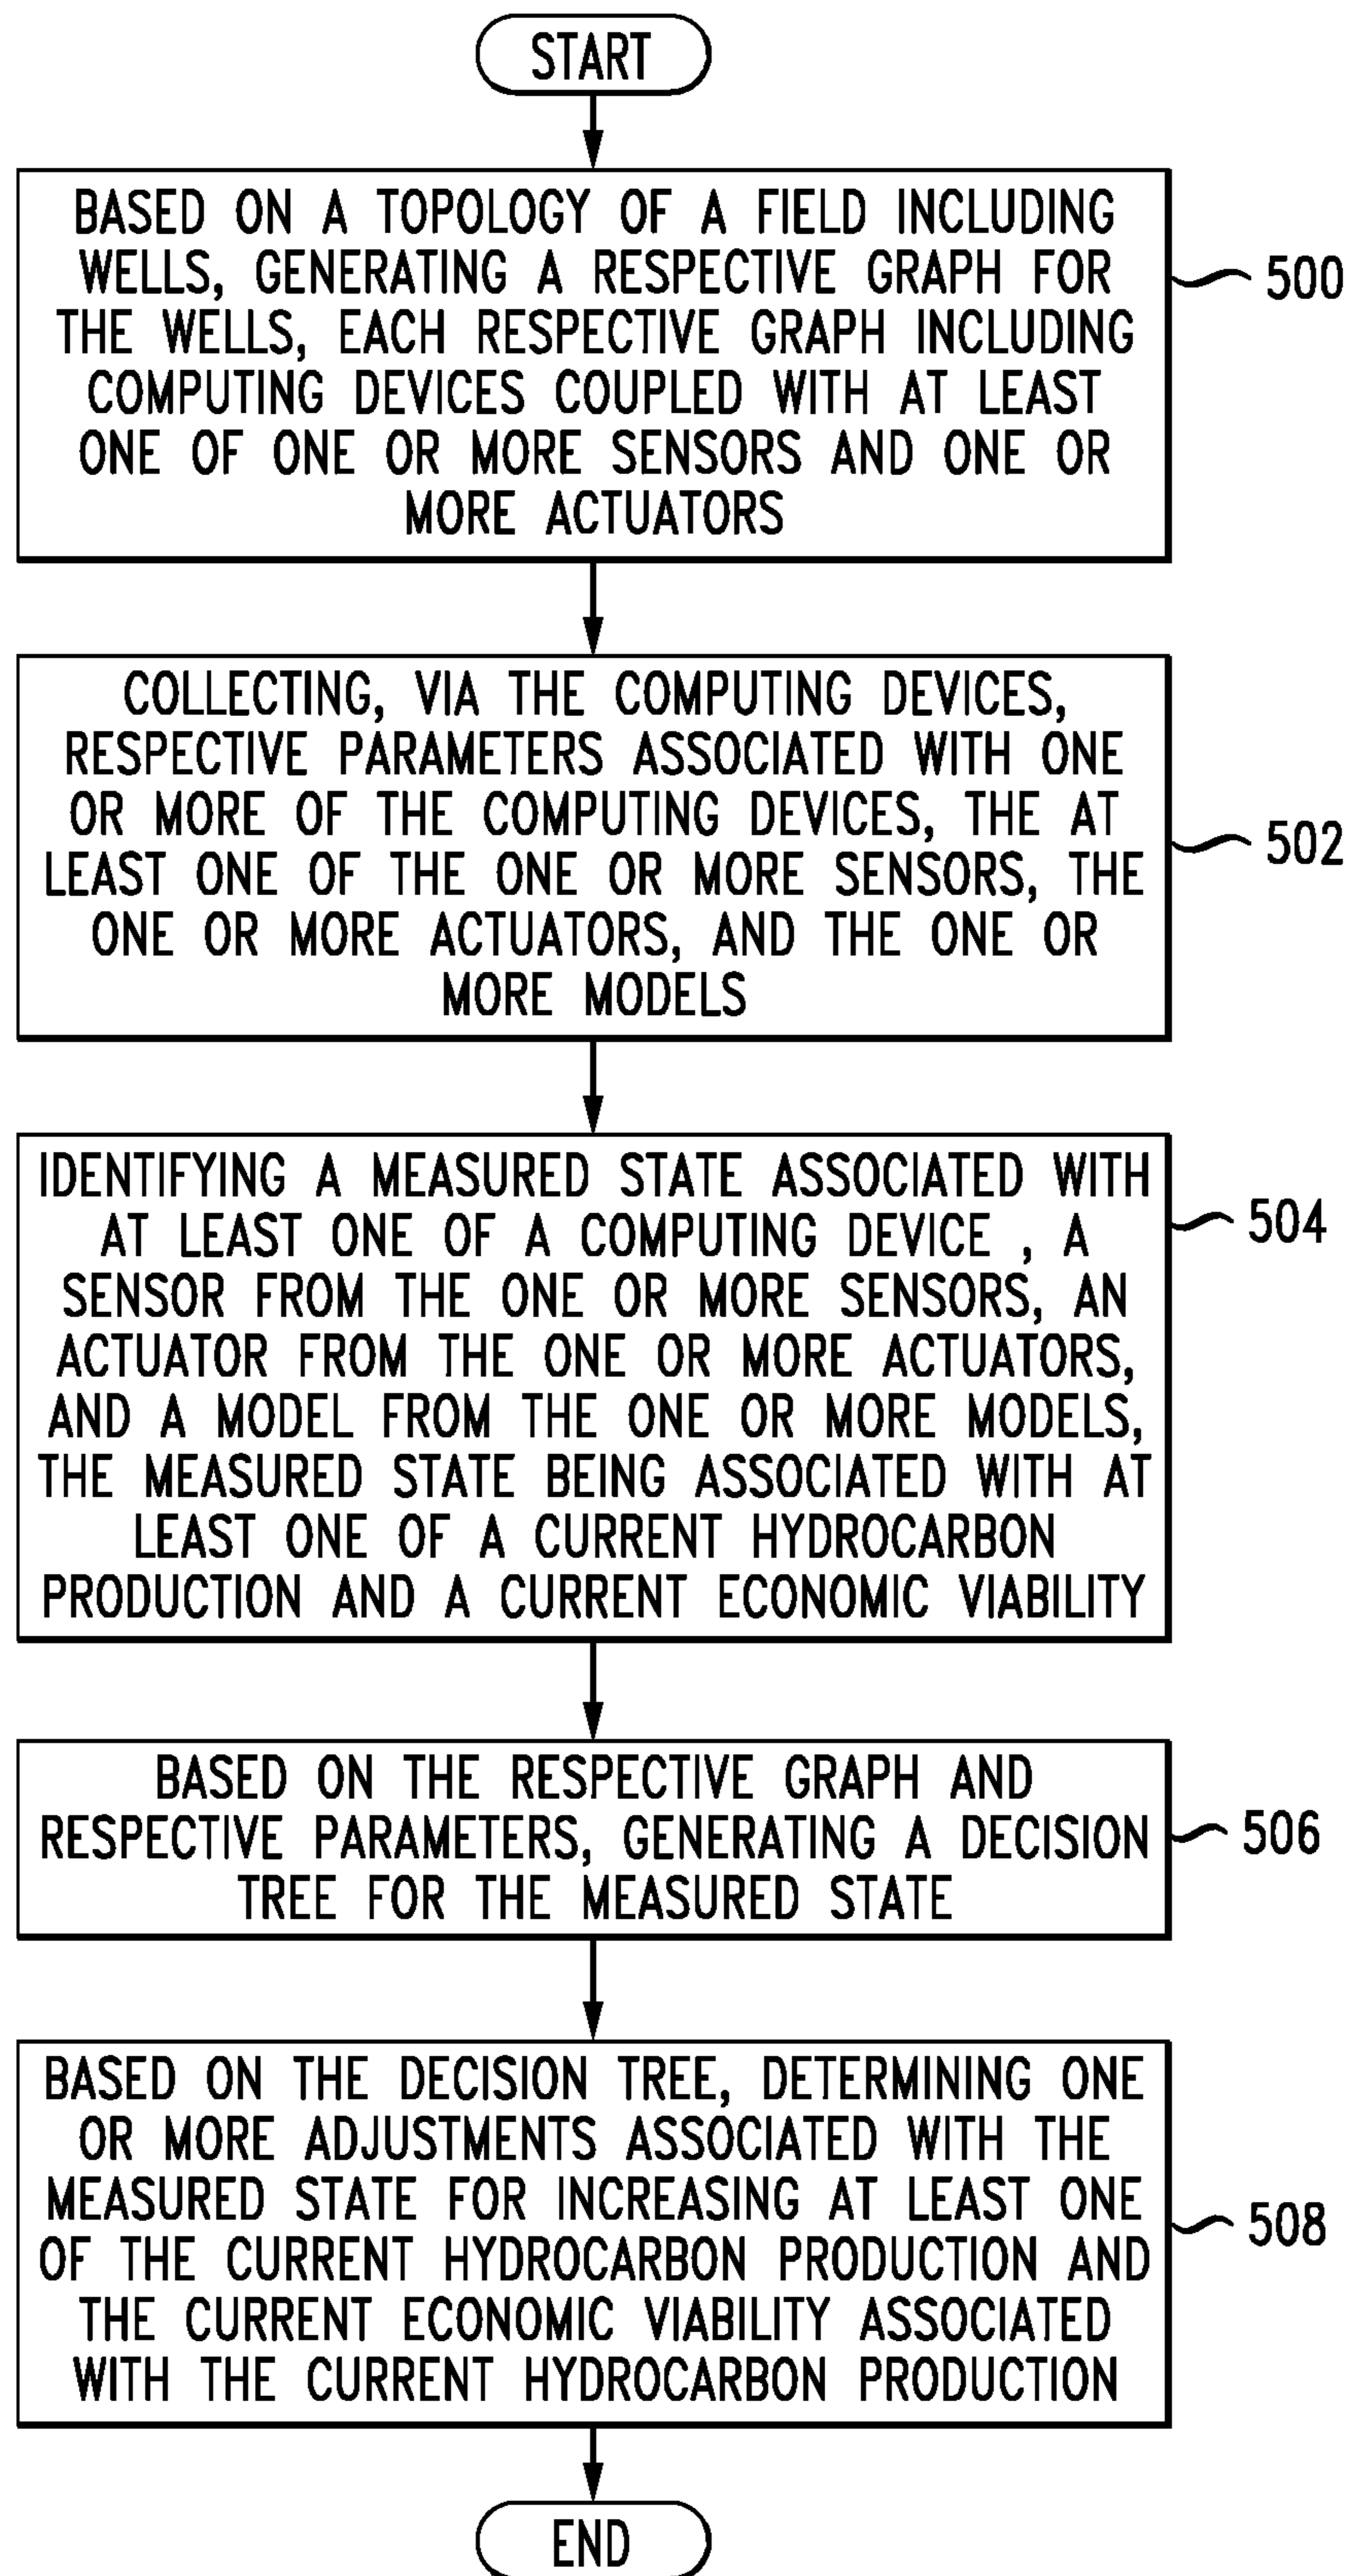 START
BASED ON A TOPOLOGY OF A FIELD INCLUDING
WELLS, GENERATING A RESPECTIVE GRAPH FOR
THE WELLS, EACH RESPECTIVE GRAPH INCLUDING
COMPUTING DEVICES COUPLED WITH AT LEAST
ONE OF ONE OR MORE SENSORS AND ONE OR
MORE ACTUATORS
500
COLLECTING, VIA THE COMPUTING DEVICES,
RESPECTIVE PARAMETERS ASSOCIATED WITH ONE
OR MORE OF THE COMPUTING DEVICES, THE AT
LEAST ONE OF THE ONE OR MORE SENSORS, THE
ONE OR MORE ACTUATORS, AND THE ONE OR
MORE MODELS
502
IDENTIFYING A MEASURED STATE ASSOCIATED WITH
AT LEAST ONE OF A COMPUTING DEVICE , A
SENSOR FROM THE ONE OR MORE SENSORS, AN
ACTUATOR FROM THE ONE OR MORE ACTUATORS,
AND A MODEL FROM THE ONE OR MORE MODELS,
THE MEASURED STATE BEING ASSOCIATED WITH AT
LEAST ONE OF A CURRENT HYDROCARBON
PRODUCTION AND A CURRENT ECONOMIC VIABILITY
504
BASED ON THE RESPECTIVE GRAPH AND
RESPECTIVE PARAMETERS, GENERATING A DECISION
TREE FOR THE MEASURED STATE
506
BASED ON THE DECISION TREE, DETERMINING ONE
OR MORE ADJUSTMENTS ASSOCIATED WITH THE
MEASURED STATE FOR INCREASING AT LEAST ONE
OF THE CURRENT HYDROCARBON PRODUCTION AND
THE CURRENT ECONOMIC VIABILITY ASSOCIATED
WITH THE CURRENT HYDROCARBON PRODUCTION
508
END